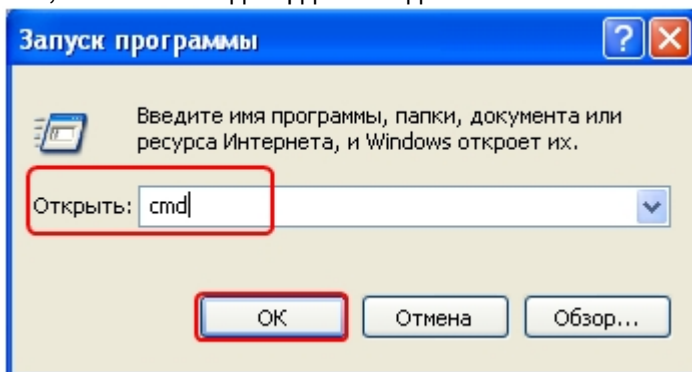 Запуск программы
Введите имя программы, папки, документа или
ресурса Интернета, и Windows откроет их.
Открыть: cmd
OK
Отмена
Обзор...